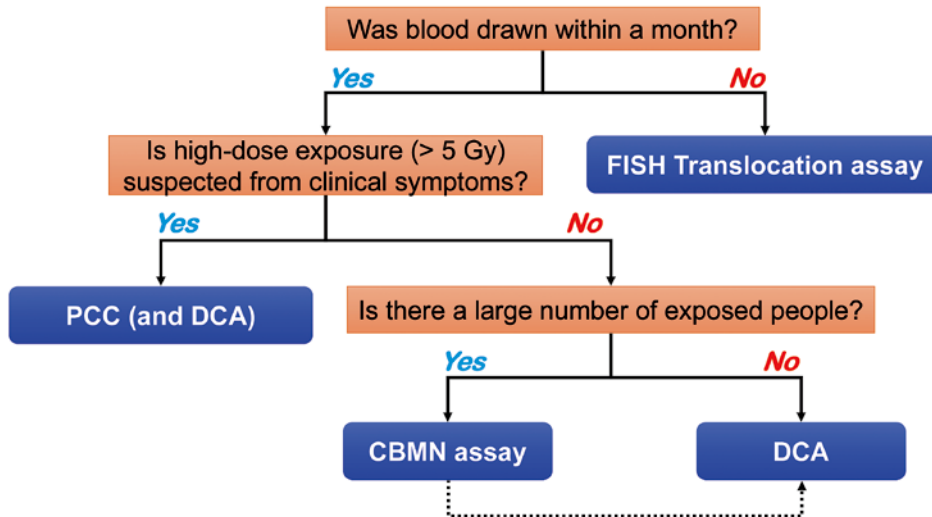 Was blood drawn within a month?
Yes
No
Is high-dose exposure (> 5 Gy)
suspected from clinical symptoms?
FISH Translocation assay
Yes
No
PCC (and DCA)
Is there a large number of exposed people?
Yes
No
CBMN assay
DCA